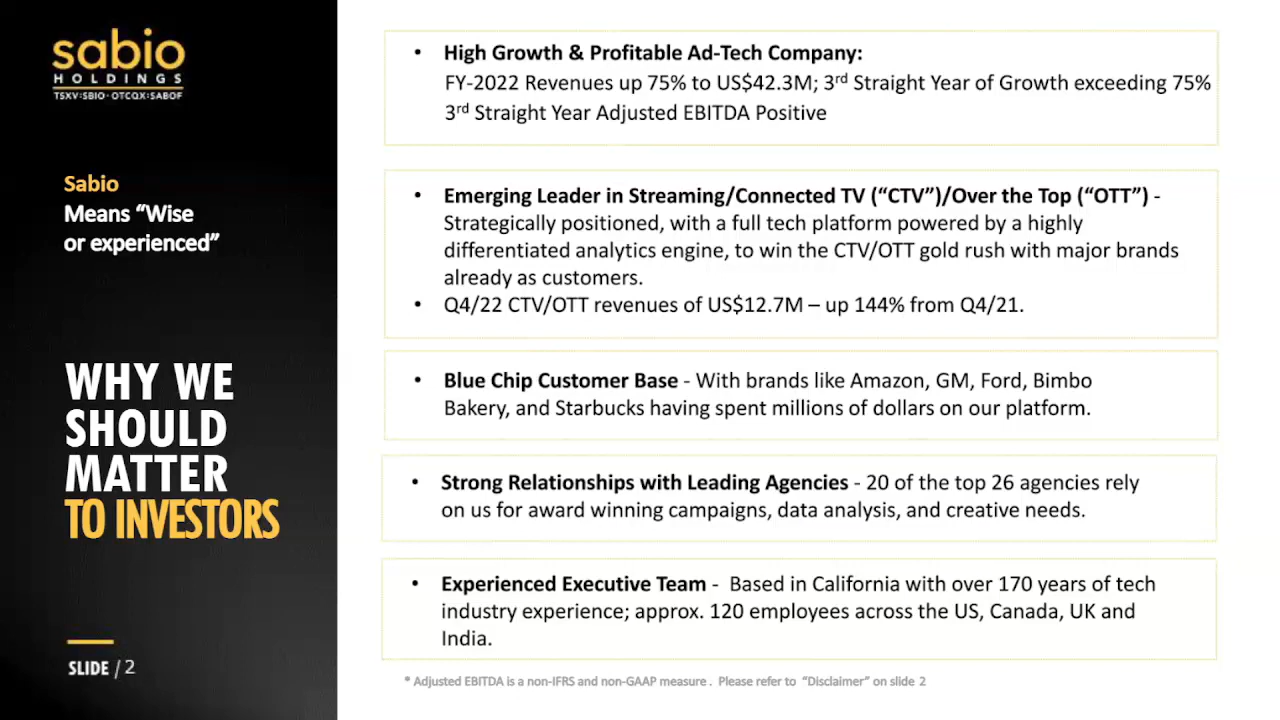 sabio
HOLDINGS
TSXV:SBIO · OTCQX:SABOF
Sabio
Means “Wise
or experienced”
WHY WE
SHOULD
MATTER
TO INVESTORS
SLIDE / 2
• High Growth & Profitable Ad-Tech Company:
FY-2022 Revenues up 75% to US$42.3M; 3rd Straight Year of Growth exceeding 75%
3rd Straight Year Adjusted EBITDA Positive
• Emerging Leader in Streaming/Connected TV (“CTV”)/Over the Top (“OTT”) -
Strategically positioned, with a full tech platform powered by a highly
differentiated analytics engine, to win the CTV/OTT gold rush with major brands
already as customers.
• Q4/22 CTV/OTT revenues of US$12.7M – up 144% from Q4/21.
• Blue Chip Customer Base - With brands like Amazon, GM, Ford, Bimbo
Bakery, and Starbucks having spent millions of dollars on our platform.
• Strong Relationships with Leading Agencies - 20 of the top 26 agencies rely
on us for award winning campaigns, data analysis, and creative needs.
• Experienced Executive Team - Based in California with over 170 years of tech
industry experience; approx. 120 employees across the US, Canada, UK and
India.
* Adjusted EBITDA is a non-IFRS and non-GAAP measure . Please refer to “Disclaimer” on slide 2